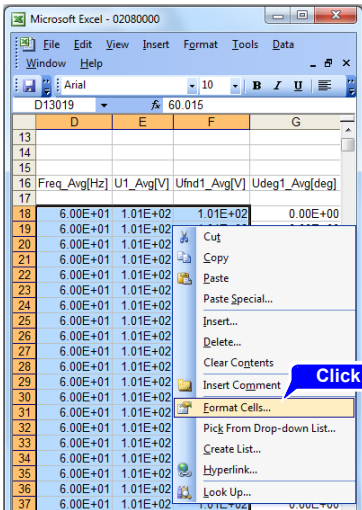 Microsoft Excel - 02080000
File Edit View Insert Format Tools Data
Window Help
Arial 10 B I U
D13019 fx 60.015
D E F G
13
14
15
16 Freq_Avg[Hz] U1_Avg[V] Ufnd1_Avg[V] Udeg1_Avg[deg]
17
18 6.00E+01 1.01E+02 1.01E+02 0.00E+00
19 6.00E+01 1.01E+02
20 6.00E+01 1.01E+02
21 6.00E+01 1.01E+02
22 6.00E+01 1.01E+02
23 6.00E+01 1.01E+02
24 6.00E+01 1.01E+02
25 6.00E+01 1.01E+02
26 6.00E+01 1.01E+02
27 6.00E+01 1.01E+02
28 6.00E+01 1.01E+02
29 6.00E+01 1.01E+02
30 6.00E+01 1.01E+02
31 6.00E+01 1.01E+02
32 6.00E+01 1.01E+02
33 6.00E+01 1.01E+02
34 6.00E+01 1.01E+02
35 6.00E+01 1.01E+02
36 6.00E+01 1.01E+02
37 6.00E+01 1.01E+02 1.01E+02 0.00E+00
Cut
Copy
Paste
Paste Special...
Insert...
Delete...
Clear Contents
Insert Comment
Click
Format Cells...
Pick From Drop-down List...
Create List...
Hyperlink...
Look Up...